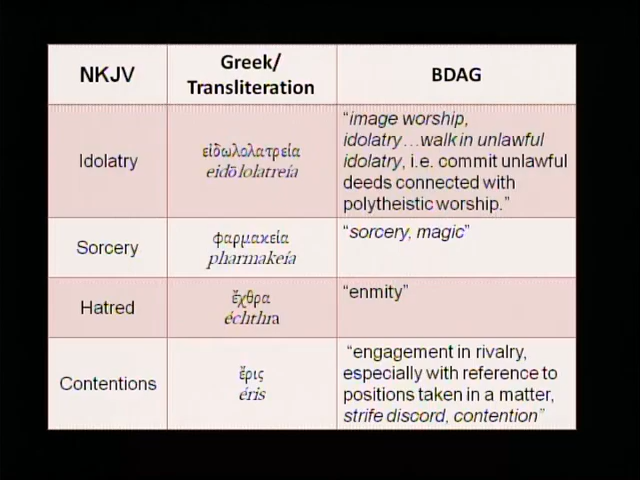 NKJV
Greek/
Transliteration
BDAG
Idolatry
εἰδωλολατρεία
eidōlolatreía
“image worship,
idolatry…walk in unlawful
idolatry, i.e. commit unlawful
deeds connected with
polytheistic worship.”
Sorcery
φαρμακεία
pharmakeía
“sorcery, magic”
Hatred
ἔχθρα
échthra
“enmity”
Contentions
ἔρις
éris
“engagement in rivalry,
especially with reference to
positions taken in a matter,
strife discord, contention”